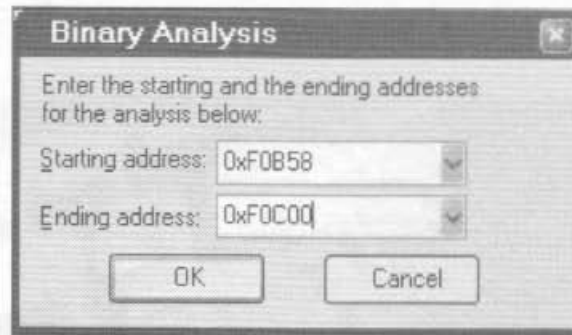 Binary Analysis
Enter the starting and the ending addresses
for the analysis below:
Starting address: 0xF0B58
Ending address: 0xF0C00
OK Cancel